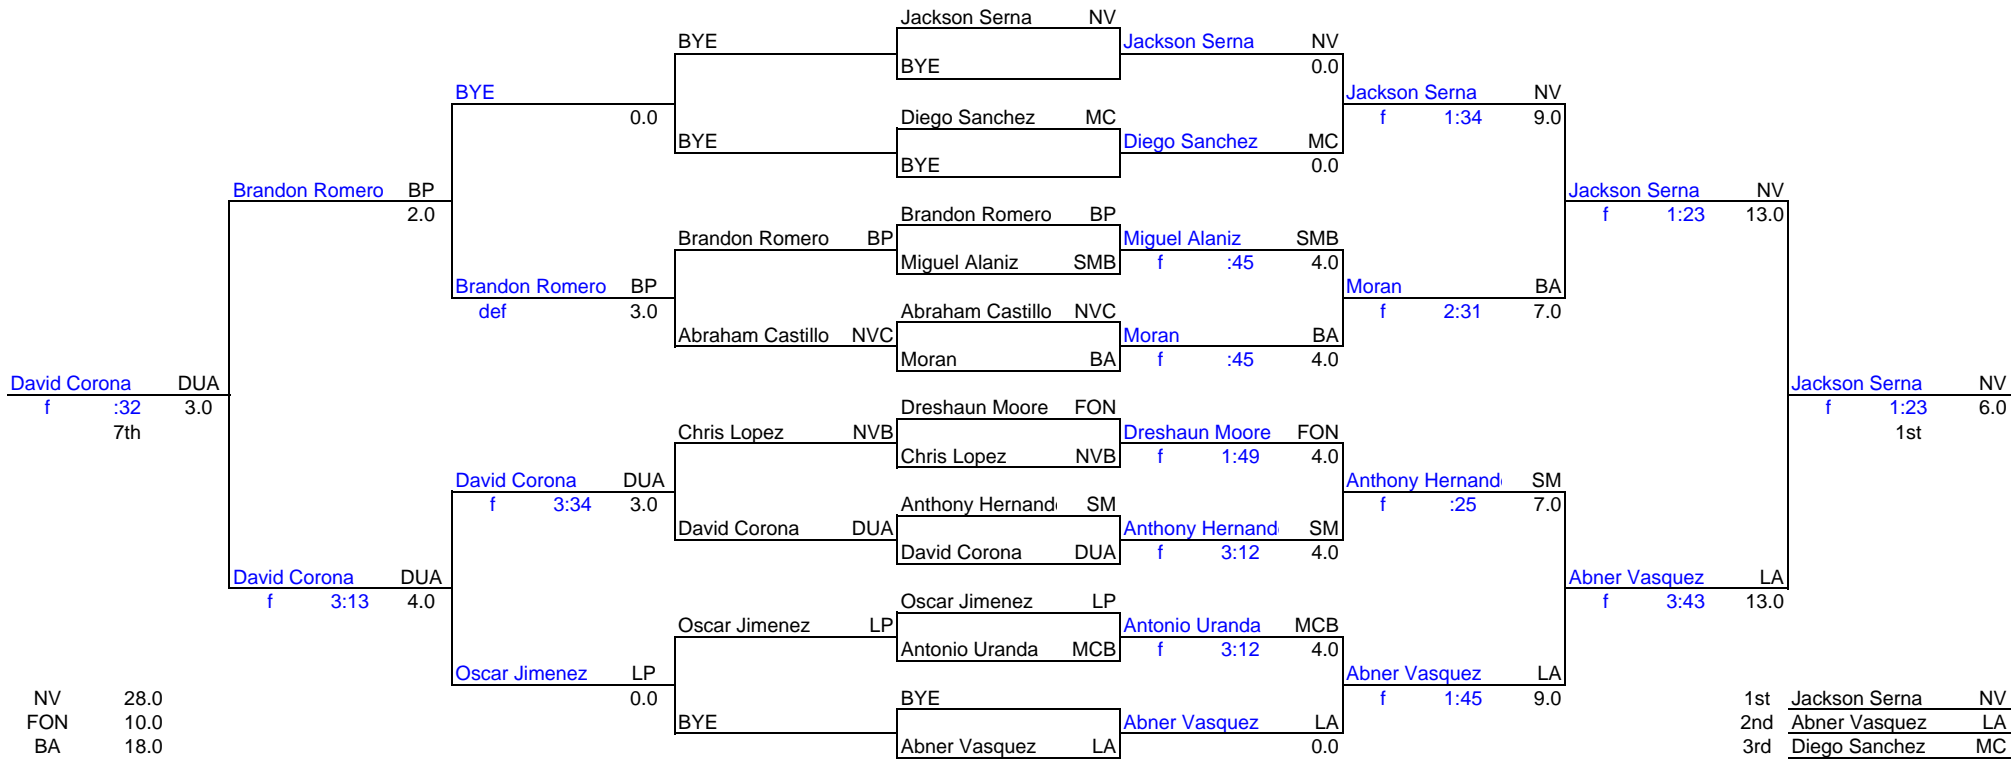 Jackson Serna NV
BYE Jackson Serna NV
BYE 0.0
BYE Jackson Serna NV
0.0 Diego Sanchez MC f 1:34 9.0
BYE Diego Sanchez MC
BYE 0.0
Brandon Romero BP Jackson Serna NV
2.0 Brandon Romero BP f 1:23 13.0
Brandon Romero BP Miguel Alaniz SMB
Miguel Alaniz SMB f :45 4.0
Brandon Romero BP Moran BA
def 3.0 Abraham Castillo NVC f 2:31 7.0
Abraham Castillo NVC Moran BA
Moran BA f :45 4.0
David Corona DUA Jackson Serna NV
f :32 3.0 Dreshaun Moore FON f 1:23 6.0
7th Chris Lopez NVB Dreshaun Moore FON 1st
Chris Lopez NVB f 1:49 4.0
David Corona DUA Anthony Hernand SM
f 3:34 3.0 Anthony Hernand SM f :25 7.0
David Corona DUA Anthony Hernand SM
David Corona DUA f 3:12 4.0
David Corona DUA Abner Vasquez LA
f 3:13 4.0 Oscar Jimenez LP f 3:43 13.0
Oscar Jimenez LP Antonio Uranda MCB
Antonio Uranda MCB f 3:12 4.0
Oscar Jimenez LP Abner Vasquez LA
NV 28.0 0.0 BYE f 1:45 9.0 1st Jackson Serna NV
FON 10.0 BYE Abner Vasquez LA 2nd Abner Vasquez LA
BA 18.0 Abner Vasquez LA 0.0 3rd Diego Sanchez MC